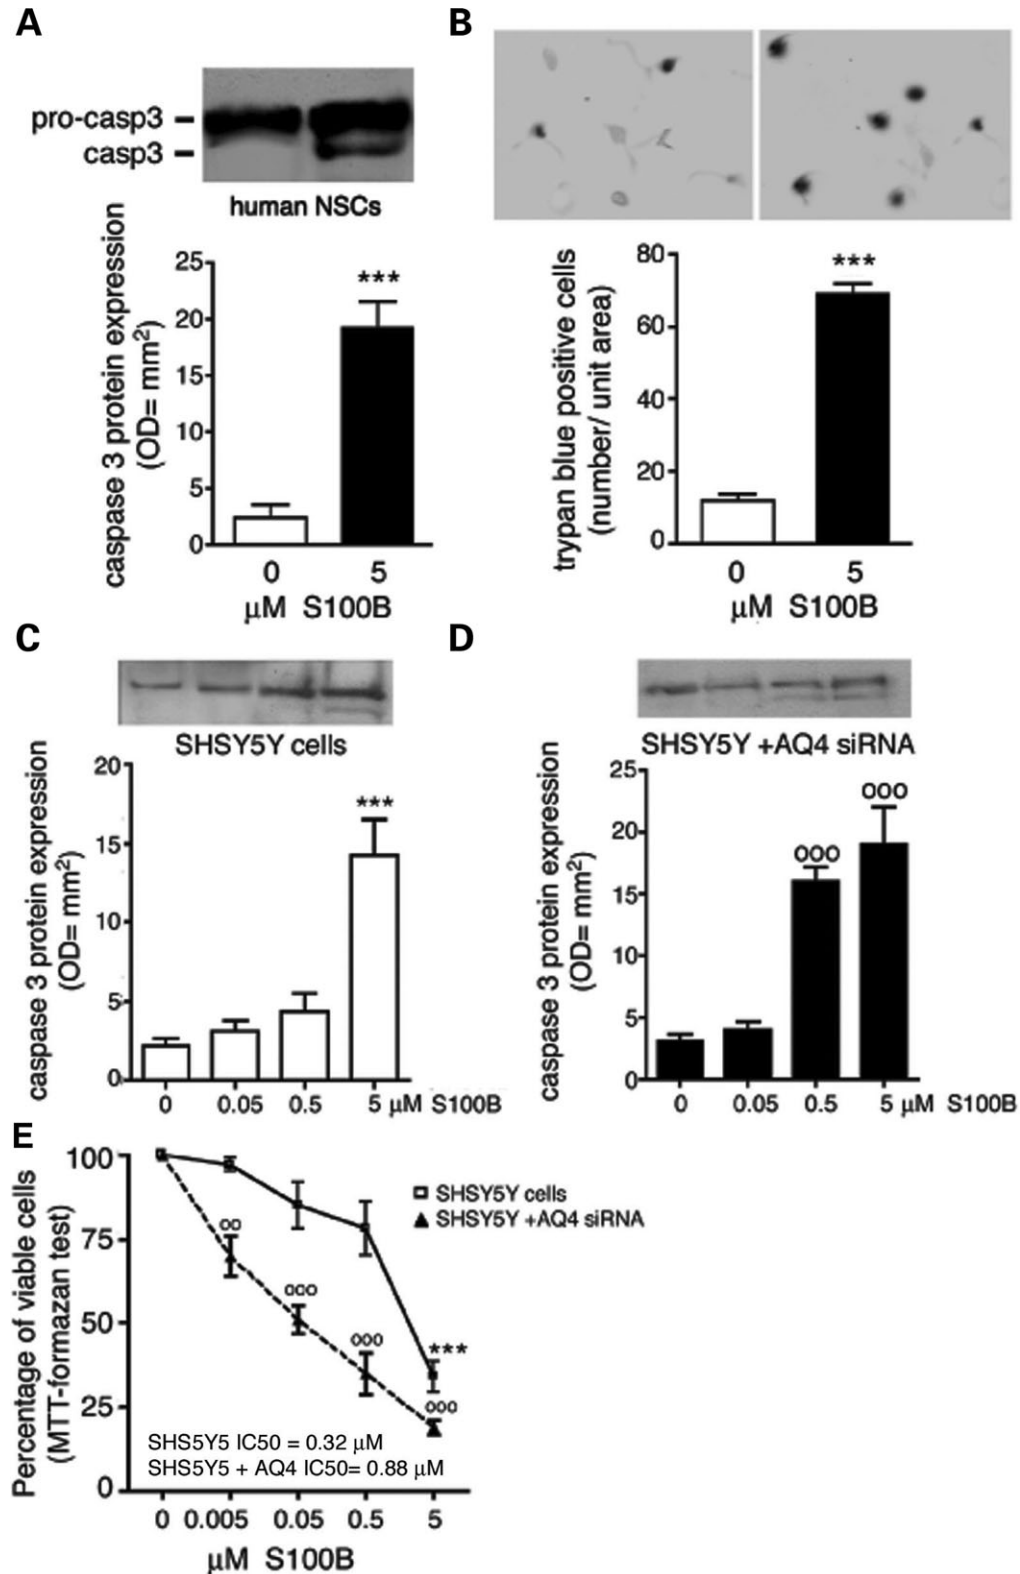 A
pro-casp3
casp3
human NSCs
caspase 3 protein expression
(OD= mm²)
25
20
15
10
5
0
***
0 5
µM S100B
B
trypan blue positive cells
(number/ unit area)
80
60
40
20
0
***
0 5
µM S100B
C
SHSY5Y cells
caspase 3 protein expression
(OD= mm²)
20
15
10
5
0
***
0 0.05 0.5 5 µM S100B
D
SHSY5Y +AQ4 siRNA
caspase 3 protein expression
(OD= mm²)
25
20
15
10
5
0
ooo
ooo
0 0.05 0.5 5 µM S100B
E
Percentage of viable cells
(MTT-formazan test)
100
75
50
25
0
SHSY5Y cells
SHSY5Y +AQ4 siRNA
oo
ooo
ooo
***
ooo
SHS5Y5 IC50 = 0.32 µM
SHS5Y5 + AQ4 IC50= 0.88 µM
0 0.005 0.05 0.5 5
µM S100B